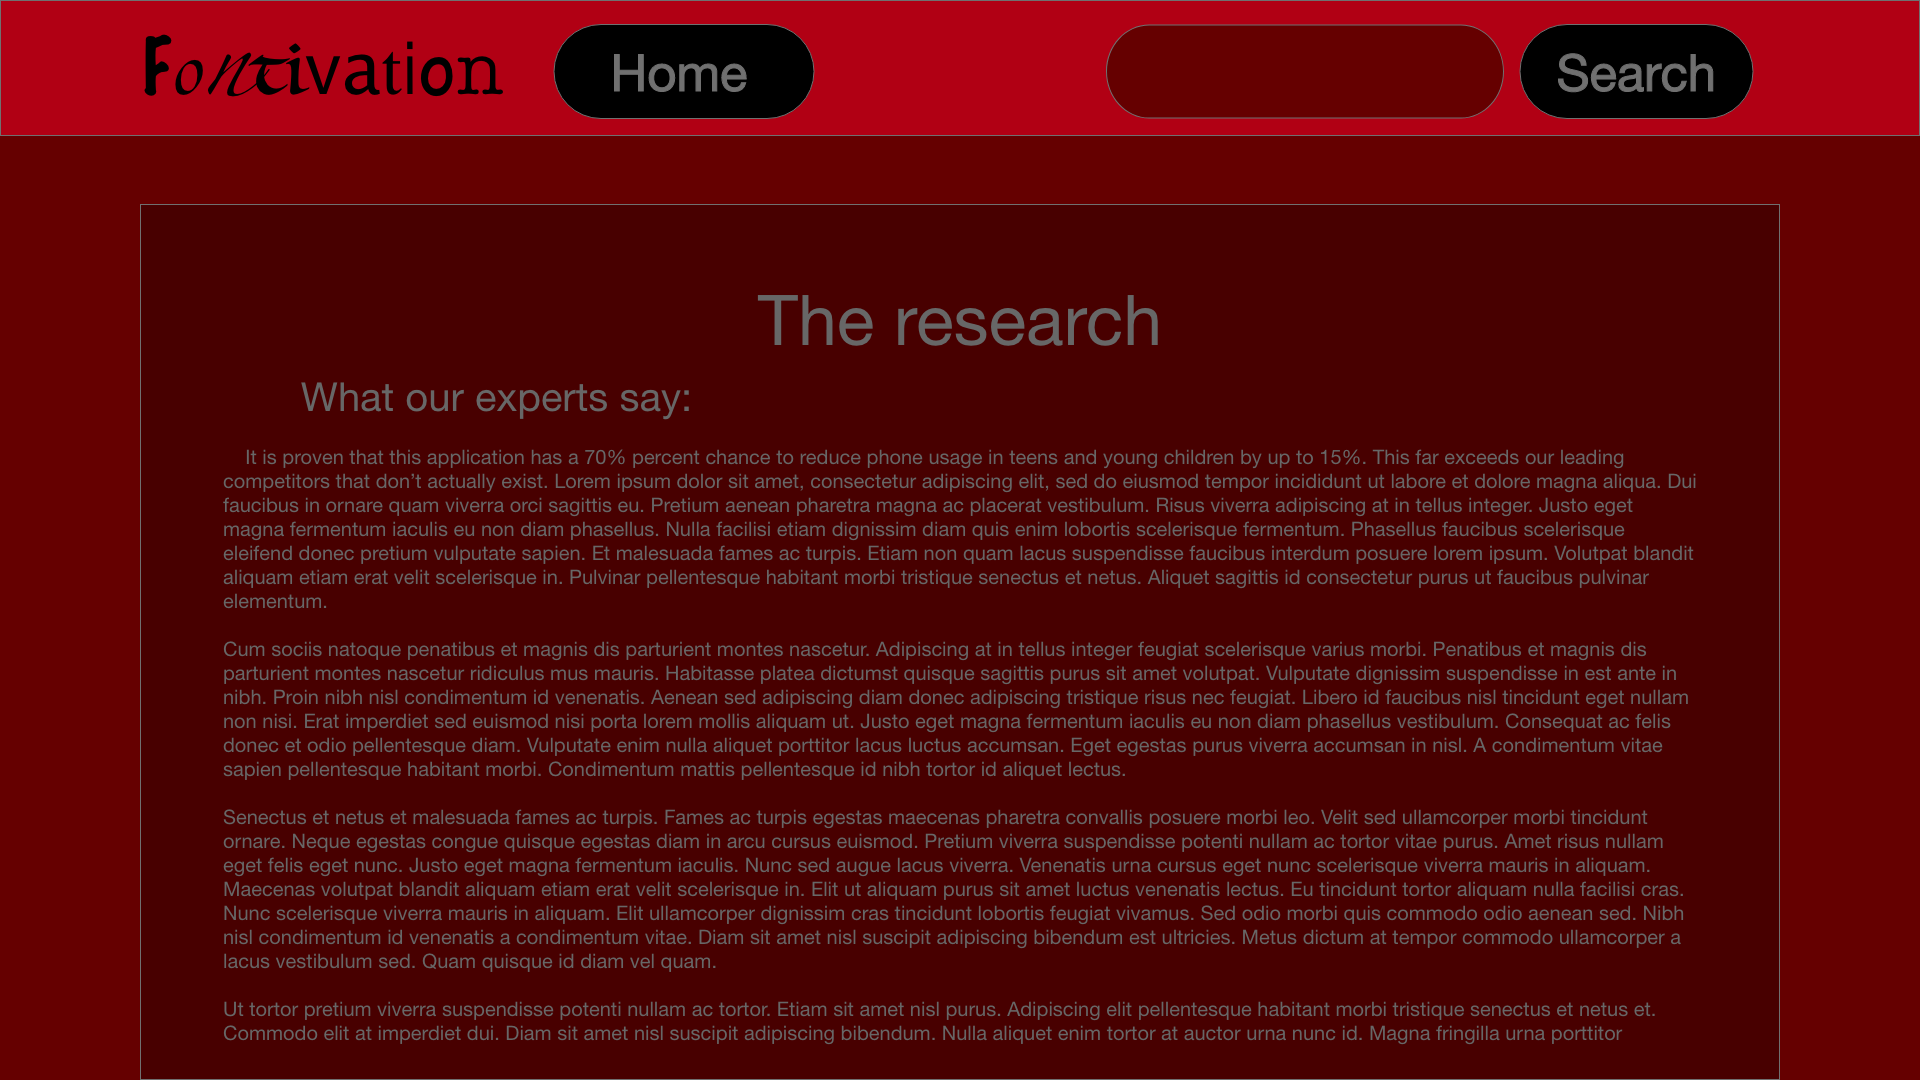 Fontivation
Home
Search
The research
What our experts say:
It is proven that this application has a 70% percent chance to reduce phone usage in teens and young children by up to 15%. This far exceeds our leading
competitors that don’t actually exist. Lorem ipsum dolor sit amet, consectetur adipiscing elit, sed do eiusmod tempor incididunt ut labore et dolore magna aliqua. Dui
faucibus in ornare quam viverra orci sagittis eu. Pretium aenean pharetra magna ac placerat vestibulum. Risus viverra adipiscing at in tellus integer. Justo eget
magna fermentum iaculis eu non diam phasellus. Nulla facilisi etiam dignissim diam quis enim lobortis scelerisque fermentum. Phasellus faucibus scelerisque
eleifend donec pretium vulputate sapien. Et malesuada fames ac turpis. Etiam non quam lacus suspendisse faucibus interdum posuere lorem ipsum. Volutpat blandit
aliquam etiam erat velit scelerisque in. Pulvinar pellentesque habitant morbi tristique senectus et netus. Aliquet sagittis id consectetur purus ut faucibus pulvinar
elementum.
Cum sociis natoque penatibus et magnis dis parturient montes nascetur. Adipiscing at in tellus integer feugiat scelerisque varius morbi. Penatibus et magnis dis
parturient montes nascetur ridiculus mus mauris. Habitasse platea dictumst quisque sagittis purus sit amet volutpat. Vulputate dignissim suspendisse in est ante in
nibh. Proin nibh nisl condimentum id venenatis. Aenean sed adipiscing diam donec adipiscing tristique risus nec feugiat. Libero id faucibus nisl tincidunt eget nullam
non nisi. Erat imperdiet sed euismod nisi porta lorem mollis aliquam ut. Justo eget magna fermentum iaculis eu non diam phasellus vestibulum. Consequat ac felis
donec et odio pellentesque diam. Vulputate enim nulla aliquet porttitor lacus luctus accumsan. Eget egestas purus viverra accumsan in nisl. A condimentum vitae
sapien pellentesque habitant morbi. Condimentum mattis pellentesque id nibh tortor id aliquet lectus.
Senectus et netus et malesuada fames ac turpis. Fames ac turpis egestas maecenas pharetra convallis posuere morbi leo. Velit sed ullamcorper morbi tincidunt
ornare. Neque egestas congue quisque egestas diam in arcu cursus euismod. Pretium viverra suspendisse potenti nullam ac tortor vitae purus. Amet risus nullam
eget felis eget nunc. Justo eget magna fermentum iaculis. Nunc sed augue lacus viverra. Venenatis urna cursus eget nunc scelerisque viverra mauris in aliquam.
Maecenas volutpat blandit aliquam etiam erat velit scelerisque in. Elit ut aliquam purus sit amet luctus venenatis lectus. Eu tincidunt tortor aliquam nulla facilisi cras.
Nunc scelerisque viverra mauris in aliquam. Elit ullamcorper dignissim cras tincidunt lobortis feugiat vivamus. Sed odio morbi quis commodo odio aenean sed. Nibh
nisl condimentum id venenatis a condimentum vitae. Diam sit amet nisl suscipit adipiscing bibendum est ultricies. Metus dictum at tempor commodo ullamcorper a
lacus vestibulum sed. Quam quisque id diam vel quam.
Ut tortor pretium viverra suspendisse potenti nullam ac tortor. Etiam sit amet nisl purus. Adipiscing elit pellentesque habitant morbi tristique senectus et netus et.
Commodo elit at imperdiet dui. Diam sit amet nisl suscipit adipiscing bibendum. Nulla aliquet enim tortor at auctor urna nunc id. Magna fringilla urna porttitor